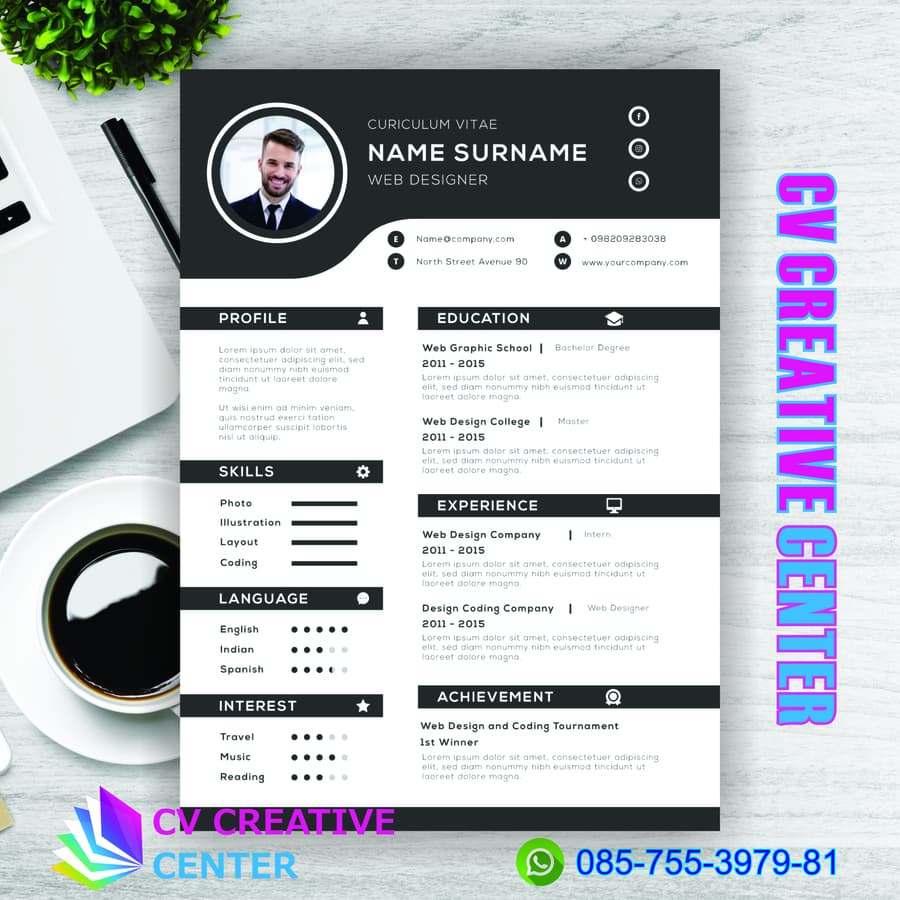 CURICULUM VITAE
NAME SURNAME
WEB DESIGNER
E Name@company.com
A + 098209283038
T North Street Avenue 90
W www.yourcompany.com
PROFILE
Lorem ipsum dolor sit amet,
consectetuer adipiscing elit, sed
diam nonummy nibh euismod
tincidunt ut laoreet dolore
magna.
Ut wisi enim ad minim veniam,
quis nostrud exerci tation
ullamcorper suscipit lobortis
nisl ut aliquip.
SKILLS
Photo
Illustration
Layout
Coding
LANGUAGE
English
Indian
Spanish
INTEREST
Travel
Music
Reading
EDUCATION
Web Graphic School | Bachelor Degree
2011 - 2015
Lorem ipsum dolor sit amet, consectetuer adipiscing
elit, sed diam nonummy nibh euismod tincidunt ut
laoreet dolore magna.
Web Design College | Master
2011 - 2015
Lorem ipsum dolor sit amet, consectetuer adipiscing
elit, sed diam nonummy nibh euismod tincidunt ut
laoreet dolore magna.
EXPERIENCE
Web Design Company | Intern
2011 - 2015
Lorem ipsum dolor sit amet, consectetuer adipiscing
elit, sed diam nonummy nibh euismod tincidunt ut
laoreet dolore magna.
Design Coding Company | Web Designer
2011 - 2015
Lorem ipsum dolor sit amet, consectetuer adipiscing
elit, sed diam nonummy nibh euismod tincidunt ut
laoreet dolore magna.
ACHIEVEMENT
Web Design and Coding Tournament
1st Winner
Lorem ipsum dolor sit amet, consectetuer adipiscing
elit, sed diam nonummy nibh euismod tincidunt ut
laoreet dolore magna.
CV CREATIVE CENTER
CV CREATIVE
CENTER
085-755-3979-81